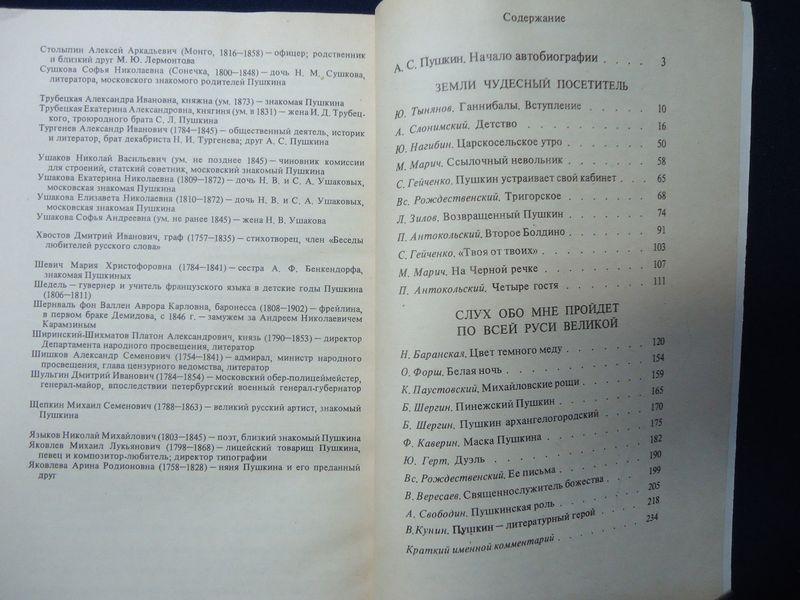 Столыпин Алексей Аркадьевич (Монго, 1816—1858) — офицер; родственник
и близкий друг М. Ю. Лермонтова
Сушкова Софья Николаевна (Сонечка, 1800—1848) — дочь Н. М. Сушкова,
литератора, московского знакомого родителей Пушкина
Трубецкая Александра Ивановна, княжна (ум. 1873) — знакомая Пушкина
Трубецкая Екатерина Александровна, княгиня (ум. в 1831) — жена И. Д. Трубец-
кого, троюродного брата С. Л. Пушкина
Тургенев Александр Иванович (1784—1845) — общественный деятель, историк
и литератор, брат декабриста Н. И. Тургенева; друг А. С. Пушкина
Ушаков Николай Васильевич (ум. не позднее 1845) — чиновник комиссии
для строений, статский советник, московский знакомый Пушкина
Ушакова Екатерина Николаевна (1809—1872) — дочь Н. В. и С. А. Ушаковых,
московская знакомая Пушкина
Ушакова Елизавета Николаевна (1810—1872) — дочь Н. В. и С. А. Ушаковых,
московская знакомая Пушкина
Ушакова Софья Андреевна (ум. не ранее 1845) — жена Н. В. Ушакова
Хвостов Дмитрий Иванович, граф (1757—1835) — стихотворец, член «Беседы
любителей русского слова»
Шевич Мария Христофоровна (1784—1841) — сестра А. Ф. Бенкендорфа,
знакомая Пушкиных
Шедель — гувернер и учитель французского языка в детские годы Пушкина
(1806—1811)
Шернваль фон Валлен Аврора Карловна, баронесса (1808—1902) — фрейлина,
в первом браке Демидова, с 1846 г. — замужем за Андреем Николаевичем
Карамзиным
Ширинский-Шихматов Платон Александрович, князь (1790—1853) — директор
Департамента народного просвещения, литератор
Шишков Александр Семенович (1754—1841) — адмирал, министр народного
просвещения, глава цензурного ведомства, литератор
Шульгин Дмитрий Иванович (1784—1854) — московский обер-полицеймейстер,
генерал-майор, впоследствии петербургский военный генерал-губернатор
Щепкин Михаил Семенович (1788—1863) — великий русский артист, знакомый
Пушкина
Языков Николай Михайлович (1803—1845) — поэт, близкий знакомый Пушкина
Яковлев Михаил Лукьянович (1798—1868) — лицейский товарищ Пушкина,
певец и композитор-любитель; директор типографии
Яковлева Арина Родионовна (1758—1828) — няня Пушкина и его преданный
друг
Содержание
А. С. Пушкин. Начало автобиографии . . . . 3
ЗЕМЛИ ЧУДЕСНЫЙ ПОСЕТИТЕЛЬ
Ю. Тынянов. Ганнибалы. Вступление . . . . . 10
А. Слонимский. Детство . . . . . . . . . 16
Ю. Нагибин. Царскосельское утро . . . . . . 50
М. Марич. Ссылочный невольник . . . . . . 58
С. Гейченко. Пушкин устраивает свой кабинет . . 65
Вс. Рождественский. Тригорское . . . . . . 68
Л. Зилов. Возвращенный Пушкин . . . . . . 74
П. Антокольский. Второе Болдино . . . . . . 91
С. Гейченко. «Твоя от твоих» . . . . . . . 103
М. Марич. На Черной речке . . . . . . . 107
П. Антокольский. Четыре гостя . . . . . . . 111
СЛУХ ОБО МНЕ ПРОЙДЕТ
ПО ВСЕЙ РУСИ ВЕЛИКОЙ
Н. Баранская. Цвет темного меду . . . . . . 120
О. Форш. Белая ночь . . . . . . . . . 154
К. Паустовский. Михайловские рощи . . . . . 159
Б. Шергин. Пинежский Пушкин . . . . . . 165
Б. Шергин. Пушкин архангелогородский . . . . 170
Ф. Каверин. Маска Пушкина . . . . . . . 175
Ю. Герт. Дуэль . . . . . . . . . . . 182
Вс. Рождественский. Ее письма . . . . . . . 190
В. Вересаев. Священнослужитель божества . . . 199
А. Свободин. Пушкинская роль . . . . . . . 205
В. Кунин. Пушкин — литературный герой . . . . 218
Краткий именной комментарий . . . . . . . 234